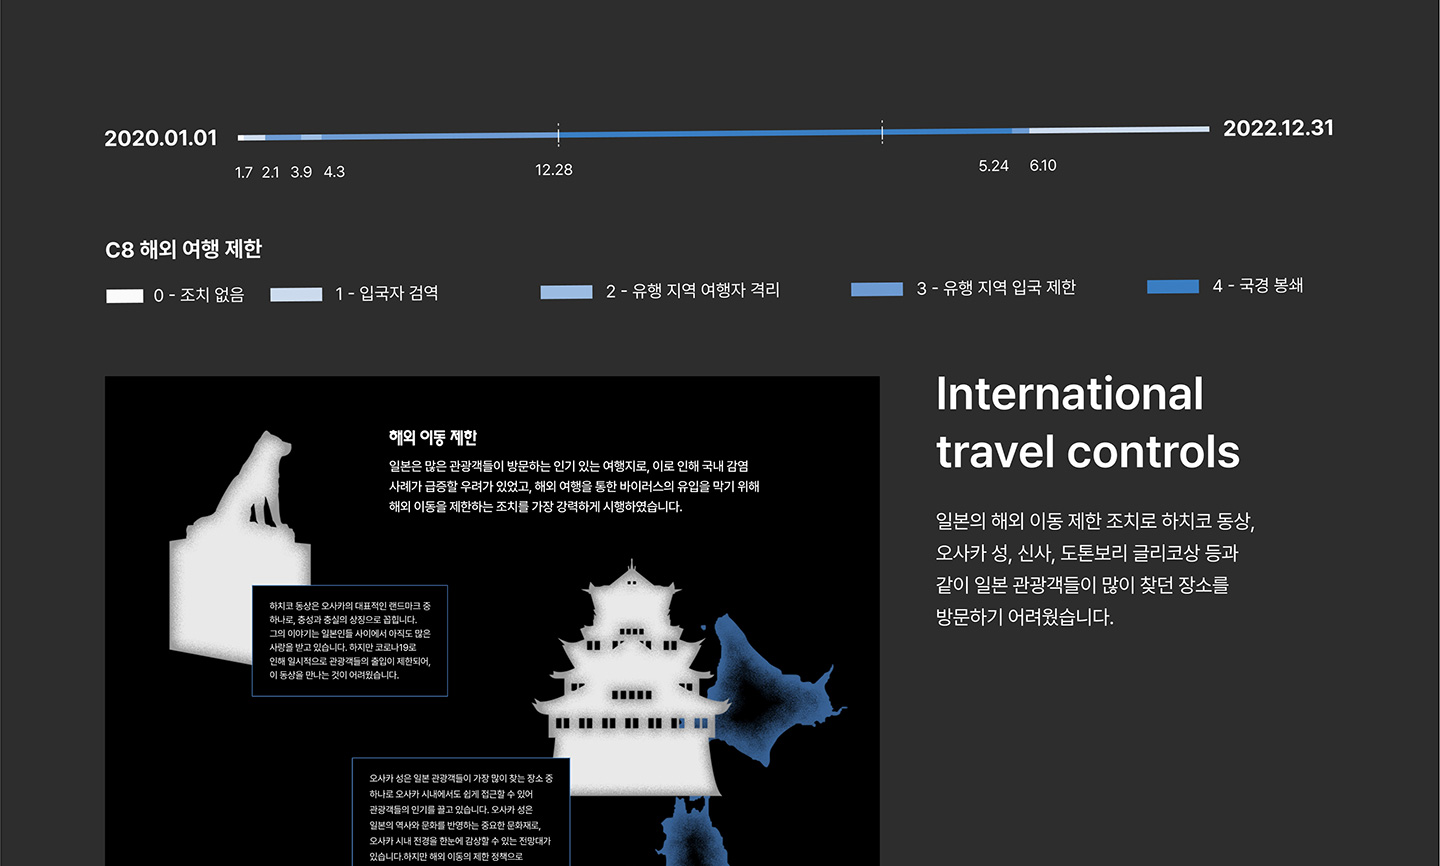 2020.01.01
2022.12.31
1.7 2.1 3.9 4.3 12.28 5.24 6.10
C8 해외 여행 제한
0 - 조치 없음 1 - 입국자 검역 2 - 유행 지역 여행자 격리 3 - 유행 지역 입국 제한 4 - 국경 봉쇄
International
travel controls
일본의 해외 이동 제한 조치로 하치코 동상,
오사카 성, 신사, 도톤보리 글리코상 등과
같이 일본 관광객들이 많이 찾던 장소를
방문하기 어려웠습니다.
해외 이동 제한
일본은 많은 관광객들이 방문하는 인기 있는 여행지로, 이로 인해 국내 감염
사례가 급증할 우려가 있었고, 해외 여행을 통한 바이러스의 유입을 막기 위해
해외 이동을 제한하는 조치를 가장 강력하게 시행하였습니다.
하치코 동상은 오사카의 대표적인 랜드마크 중
하나로, 충성과 충실의 상징으로 꼽힙니다.
그의 이야기는 일본인들 사이에서 아직도 많은
사랑을 받고 있습니다. 하지만 코로나19로
인해 일시적으로 관광객들의 출입이 제한되어,
이 동상을 만나는 것이 어려웠습니다.
오사카 성은 일본 관광객들이 가장 많이 찾는 장소 중
하나로 오사카 시내에서도 쉽게 접근할 수 있어
관광객들의 인기를 끌고 있습니다. 오사카 성은
일본의 역사와 문화를 반영하는 중요한 문화재로,
오사카 시내 전경을 한눈에 감상할 수 있는 전망대가
있습니다.하지만 해외 이동의 제한 정책으로